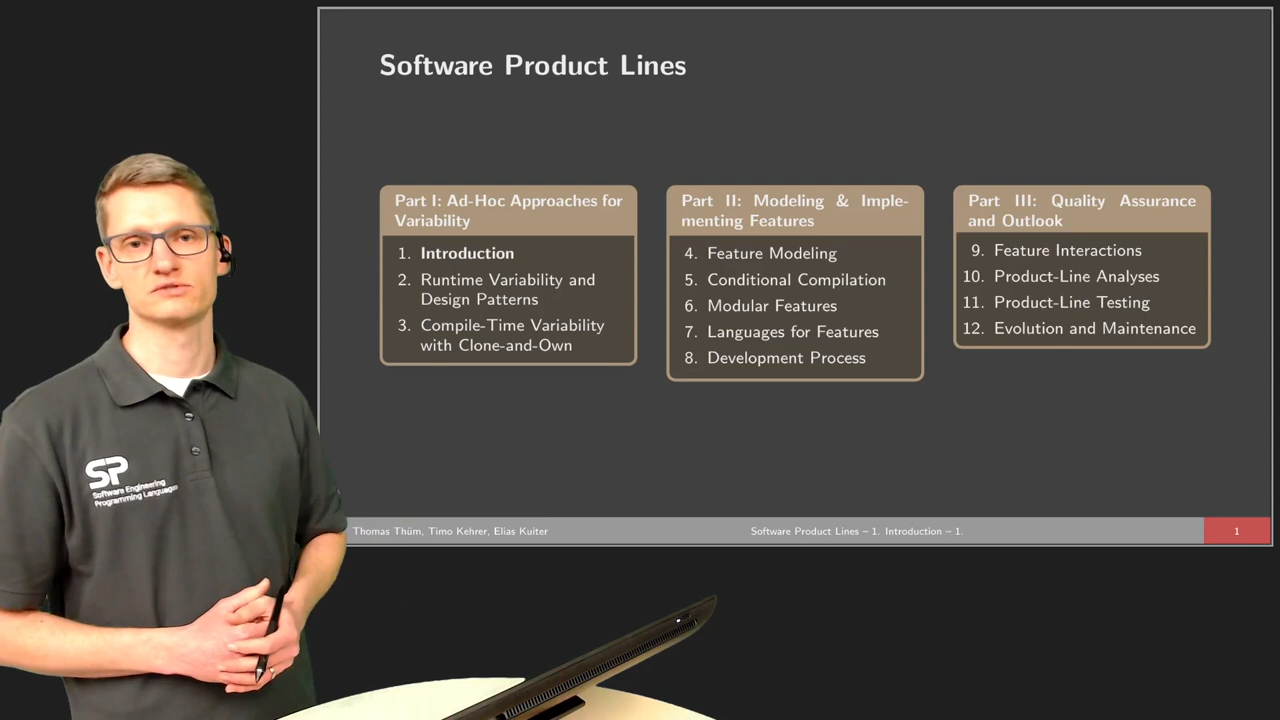 Software Product Lines
Part I: Ad-Hoc Approaches for
Variability
1. Introduction
2. Runtime Variability and
Design Patterns
3. Compile-Time Variability
with Clone-and-Own
Part II: Modeling & Imple-
menting Features
4. Feature Modeling
5. Conditional Compilation
6. Modular Features
7. Languages for Features
8. Development Process
Part III: Quality Assurance
and Outlook
9. Feature Interactions
10. Product-Line Analyses
11. Product-Line Testing
12. Evolution and Maintenance
SP
Software Engineering
Programming Languages
Thomas Thüm, Timo Kehrer, Elias Kuiter
Software Product Lines – 1. Introduction – 1.
1